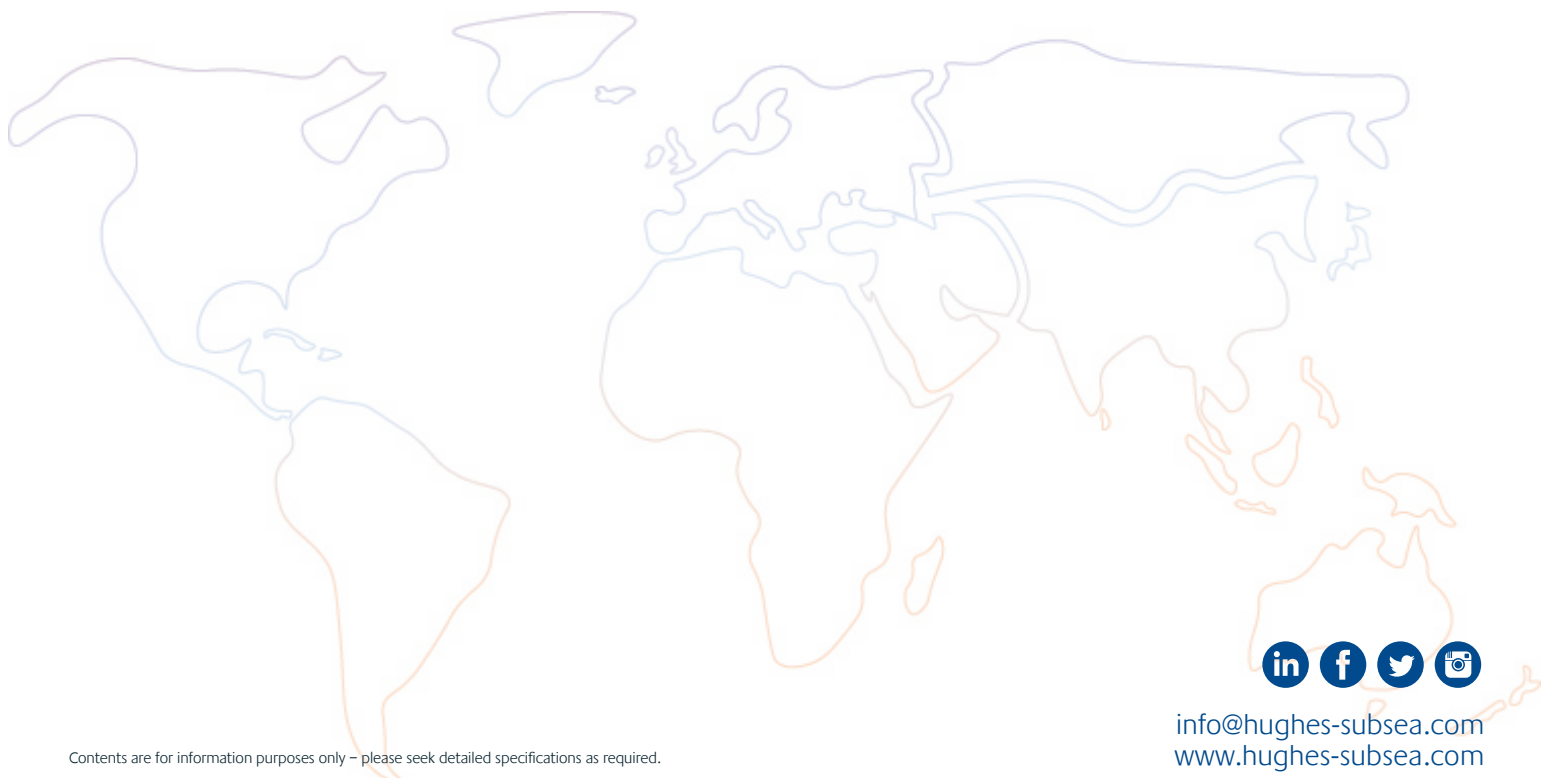 in f
info@hughes-subsea.com
www.hughes-subsea.com
Contents are for information purposes only – please seek detailed specifications as required.